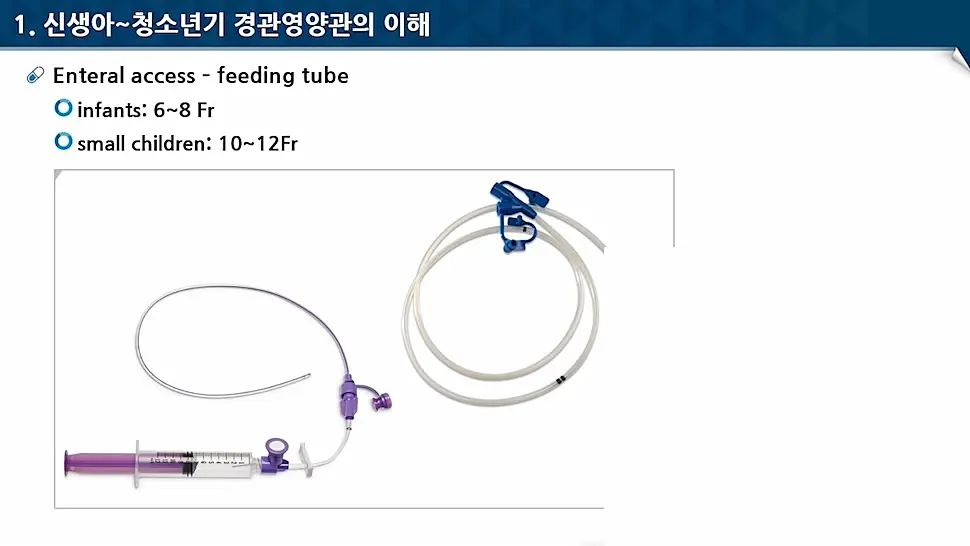 1. 신생아~청소년기 경관영양관의 이해
Enteral access – feeding tube
infants: 6~8 Fr
small children: 10~12Fr